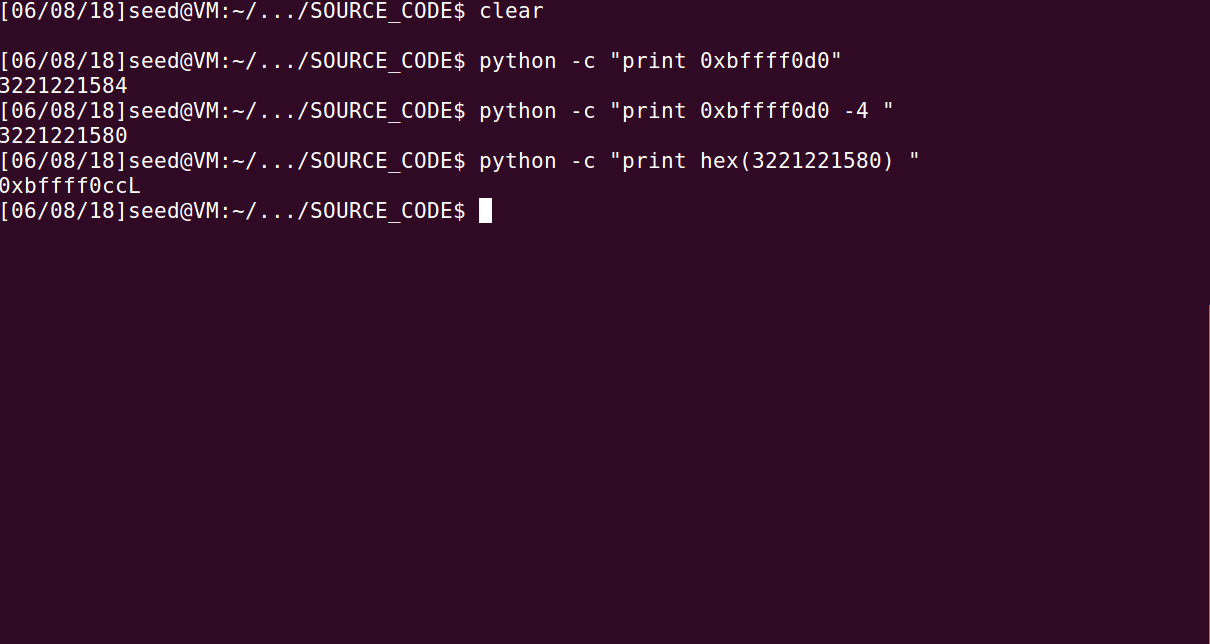 [06/08/18]seed@VM:~/.../SOURCE_CODE$ clear
[06/08/18]seed@VM:~/.../SOURCE_CODE$ python -c "print 0xbffff0d0"
3221221584
[06/08/18]seed@VM:~/.../SOURCE_CODE$ python -c "print 0xbffff0d0 -4 "
3221221580
[06/08/18]seed@VM:~/.../SOURCE_CODE$ python -c "print hex(3221221580) "
0xbffff0ccL
[06/08/18]seed@VM:~/.../SOURCE_CODE$